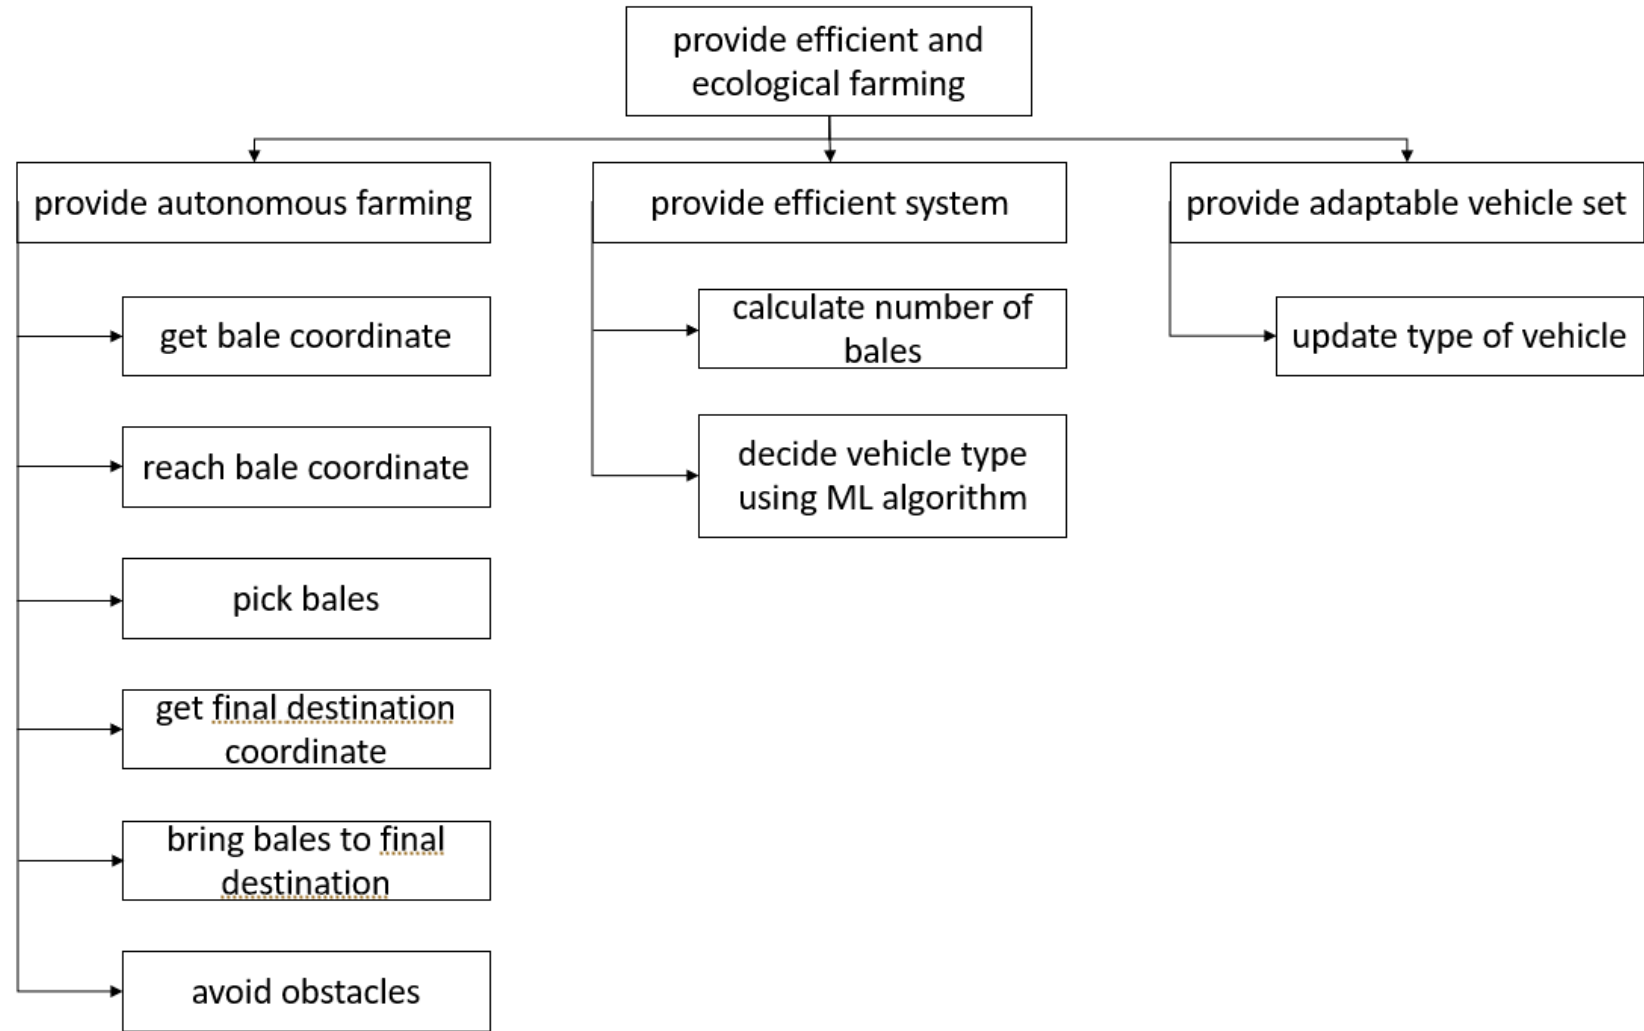 provide efficient and
ecological farming
provide autonomous farming
provide efficient system
provide adaptable vehicle set
get bale coordinate
reach bale coordinate
pick bales
get final destination
coordinate
bring bales to final
destination
avoid obstacles
calculate number of
bales
decide vehicle type
using ML algorithm
update type of vehicle